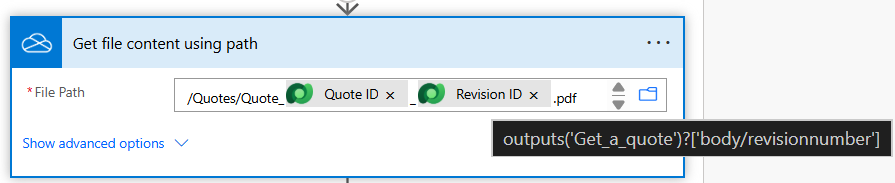 Get file content using path
* File Path
/Quotes/Quote_ Quote ID × _ Revision ID × .pdf
outputs('Get_a_quote')?['body/revisionnumber']
Show advanced options